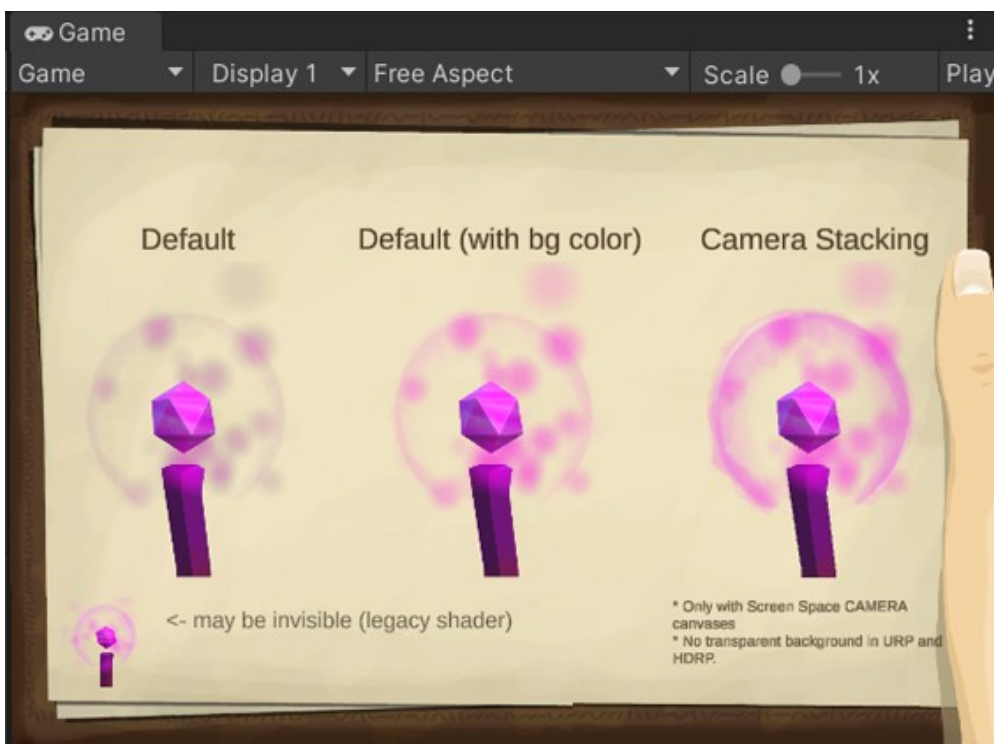 Game
Game
Display 1
Free Aspect
Scale
1x
Play
Default
Default (with bg color)
Camera Stacking
<- may be invisible (legacy shader)
* Only with Screen Space CAMERA
canvases
* No transparent background in URP and
HDRP.